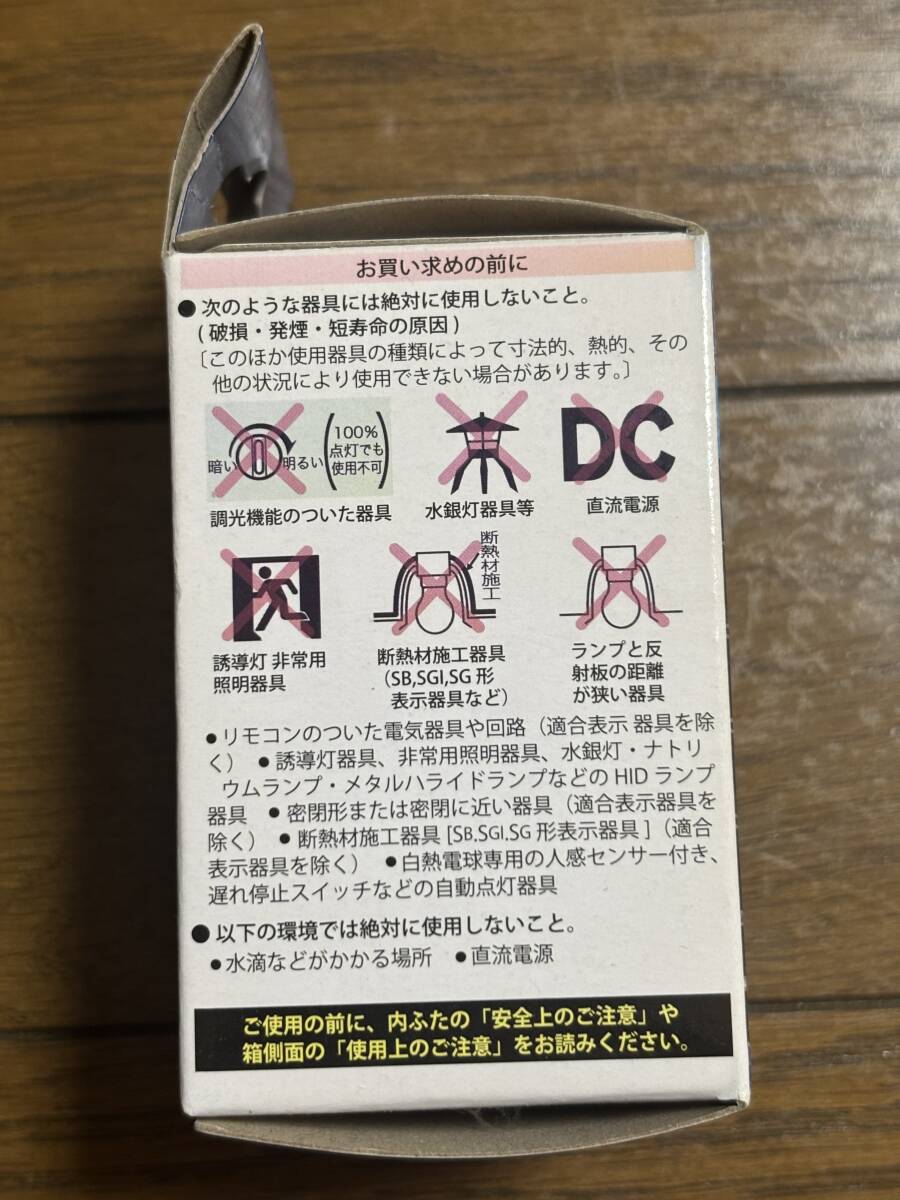 お買い求めの前に
●次のような器具には絶対に使用しないこと。
(破損・発煙・短寿命の原因)
〔このほか使用器具の種類によって寸法的、熱的、その
他の状況により使用できない場合があります。〕
暗い 明るい
100%
点灯でも
使用不可
調光機能のついた器具
水銀灯器具等
DC
直流電源
誘導灯 非常用
照明器具
断熱材施工
断熱材施工器具
(SB,SGI,SG 形
表示器具など)
ランプと反
射板の距離
が狭い器具
●リモコンのついた電気器具や回路（適合表示 器具を除
く） ●誘導灯器具、非常用照明器具、水銀灯・ナトリ
ウムランプ・メタルハライドランプなどの HID ランプ
器具 ●密閉形または密閉に近い器具（適合表示器具を
除く） ●断熱材施工器具 [SB,SGI,SG 形表示器具 ]（適合
表示器具を除く） ●白熱電球専用の人感センサー付き、
遅れ停止スイッチなどの自動点灯器具
●以下の環境では絶対に使用しないこと。
●水滴などがかかる場所 ●直流電源
ご使用の前に、内ふたの「安全上のご注意」や
箱側面の「使用上のご注意」をお読みください。